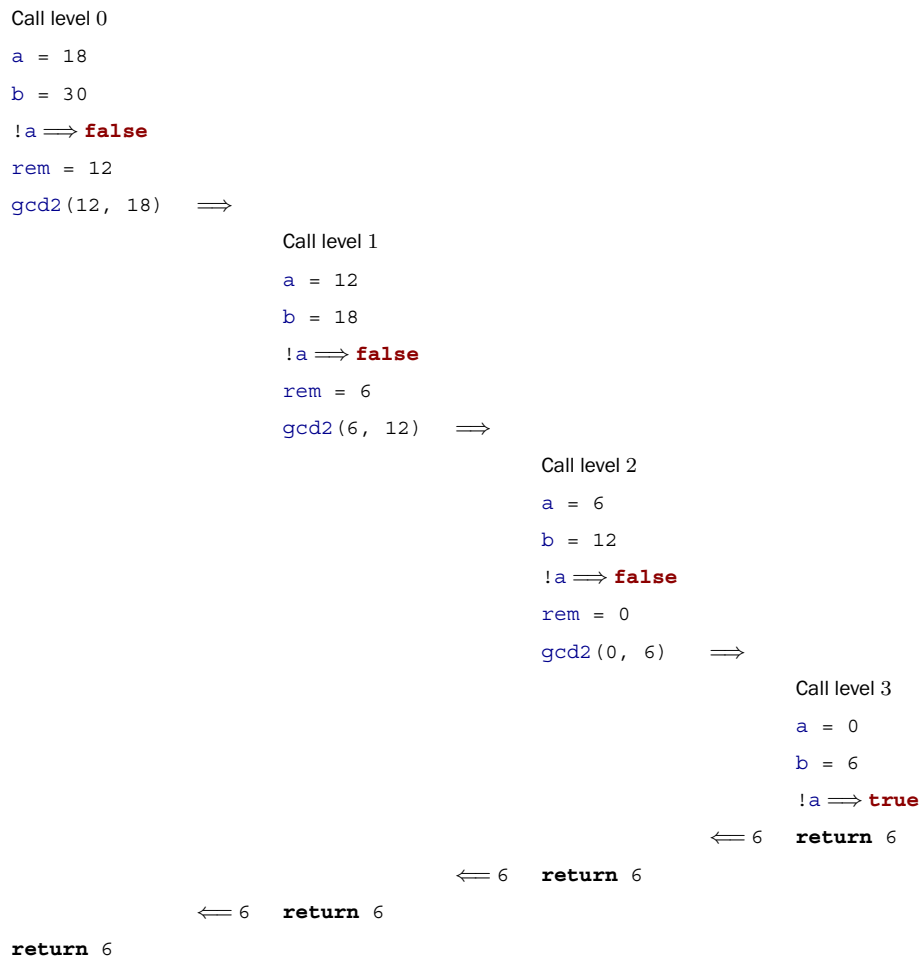 Call level 0
a = 18
b = 30
!a ⟹ false
rem = 12
gcd2(12, 18) ⟹
Call level 1
a = 12
b = 18
!a ⟹ false
rem = 6
gcd2(6, 12) ⟹
Call level 2
a = 6
b = 12
!a ⟹ false
rem = 0
gcd2(0, 6) ⟹
Call level 3
a = 0
b = 6
!a ⟹ true
⟸ 6 return 6
⟸ 6 return 6
⟸ 6 return 6
return 6